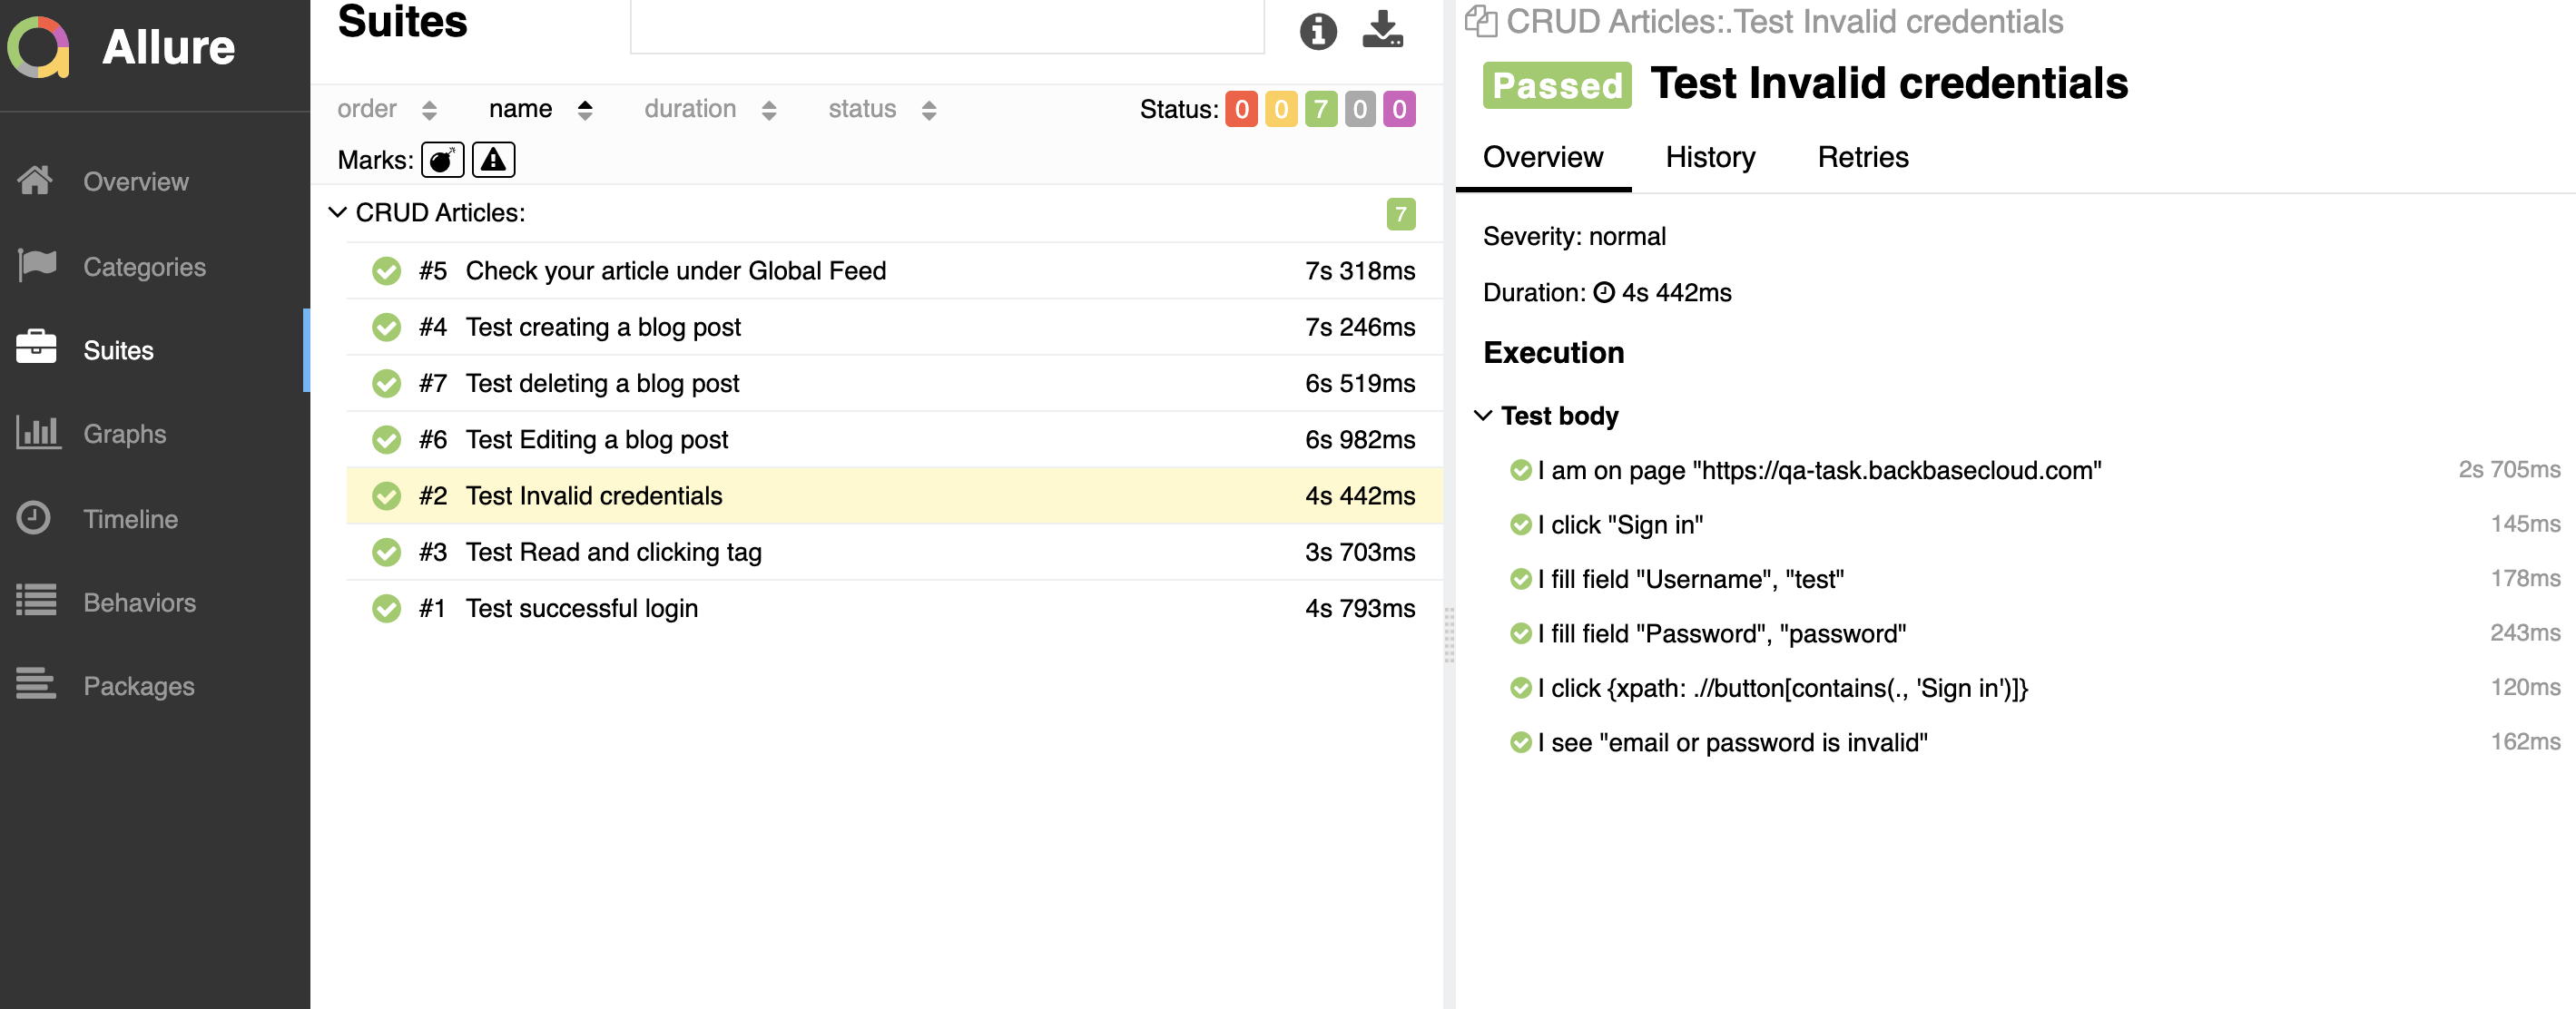 Allure
Overview
Categories
Suites
Graphs
Timeline
Behaviors
Packages
Suites
order name duration status Status: 0 0 7 0 0
Marks:
CRUD Articles: 7
#5 Check your article under Global Feed 7s 318ms
#4 Test creating a blog post 7s 246ms
#7 Test deleting a blog post 6s 519ms
#6 Test Editing a blog post 6s 982ms
#2 Test Invalid credentials 4s 442ms
#3 Test Read and clicking tag 3s 703ms
#1 Test successful login 4s 793ms
CRUD Articles:.Test Invalid credentials
Passed Test Invalid credentials
Overview History Retries
Severity: normal
Duration: 4s 442ms
Execution
Test body
I am on page "https://qa-task.backbasecloud.com" 2s 705ms
I click "Sign in" 145ms
I fill field "Username", "test" 178ms
I fill field "Password", "password" 243ms
I click {xpath: .//button[contains(., 'Sign in')]} 120ms
I see "email or password is invalid" 162ms